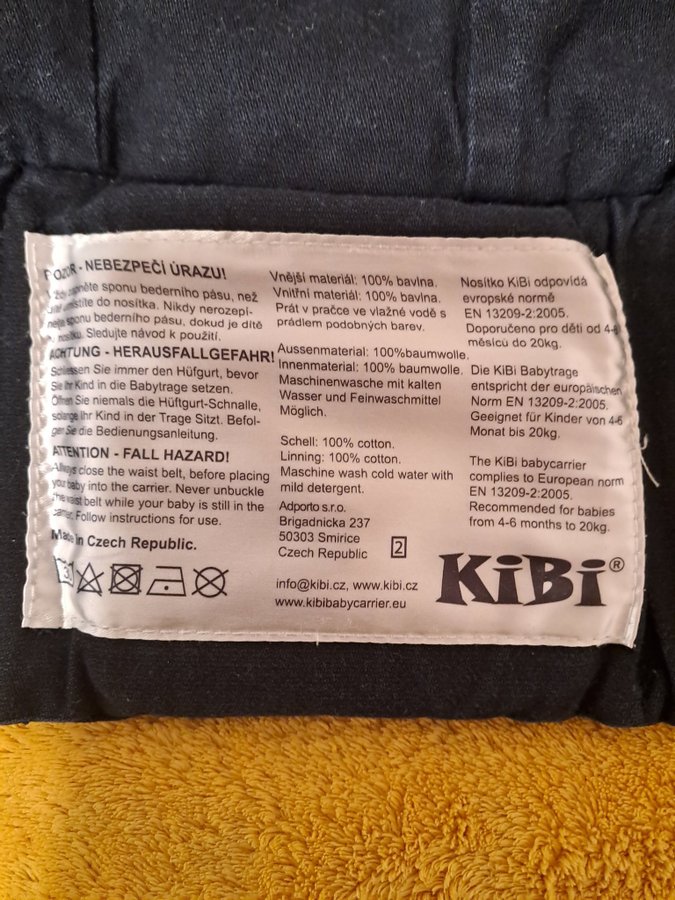 POZOR - NEBEZPEČÍ ÚRAZU!
Vždy zapněte sponu bederního pásu, než
dítě umístíte do nosítka. Nikdy nerozepí-
nejte sponu bederního pásu, dokud je dítě
v nosítku. Sledujte návod k použití.
ACHTUNG - HERAUSFALLGEFAHR!
Schliessen Sie immer den Hüfgurt, bevor
Sie Ihr Kind in die Babytrage setzen.
Öffnen Sie niemals die Hüftgurt-Schnalle,
solange Ihr Kind in der Trage Sitzt. Befol-
gen Sie die Bedienungsanleitung.
ATTENTION - FALL HAZARD!
Always close the waist belt, before placing
your baby into the carrier. Never unbuckle
the waist belt while your baby is still in the
carrier. Follow instructions for use.
Made in Czech Republic.
Vnější materiál: 100% bavlna.
Vnitřní materiál: 100% bavlna.
Prát v pračce ve vlažné vodě s
prádlem podobných barev.
Aussenmaterial: 100%baumwolle.
Innenmaterial: 100% baumwolle.
Maschinenwasche mit kalten
Wasser und Feinwaschmittel
Möglich.
Schell: 100% cotton.
Linning: 100% cotton.
Machine wash cold water with
mild detergent.
Adporto s.r.o.
Brigadnicka 237
50303 Smirice
Czech Republic
2
info@kibi.cz, www.kibi.cz
www.kibibabycarrier.eu
Nosítko KiBi odpovídá
evropské normě
EN 13209-2:2005.
Doporučeno pro děti od 4-6
měsíců do 20kg.
Die KiBi Babytrage
entspricht der europäischen
Norm EN 13209-2:2005.
Geeignet für Kinder von 4-6
Monat bis 20kg.
The KiBi babycarrier
complies to European norm
EN 13209-2:2005.
Recommended for babies
from 4-6 months to 20kg.
KiBi®